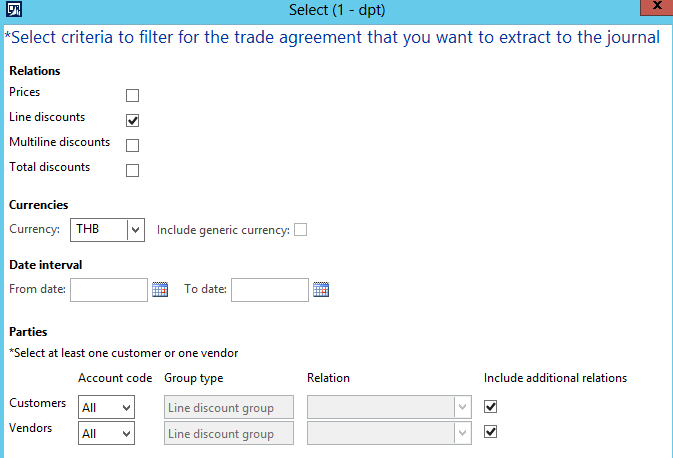 Select (1 - dpt)
x
*Select criteria to filter for the trade agreement that you want to extract to the journal
Relations
Prices
Line discounts
Multiline discounts
Total discounts
Currencies
Currency: THB Include generic currency:
Date interval
From date: To date:
Parties
*Select at least one customer or one vendor
Account code Group type Relation Include additional relations
Customers All Line discount group
Vendors All Line discount group